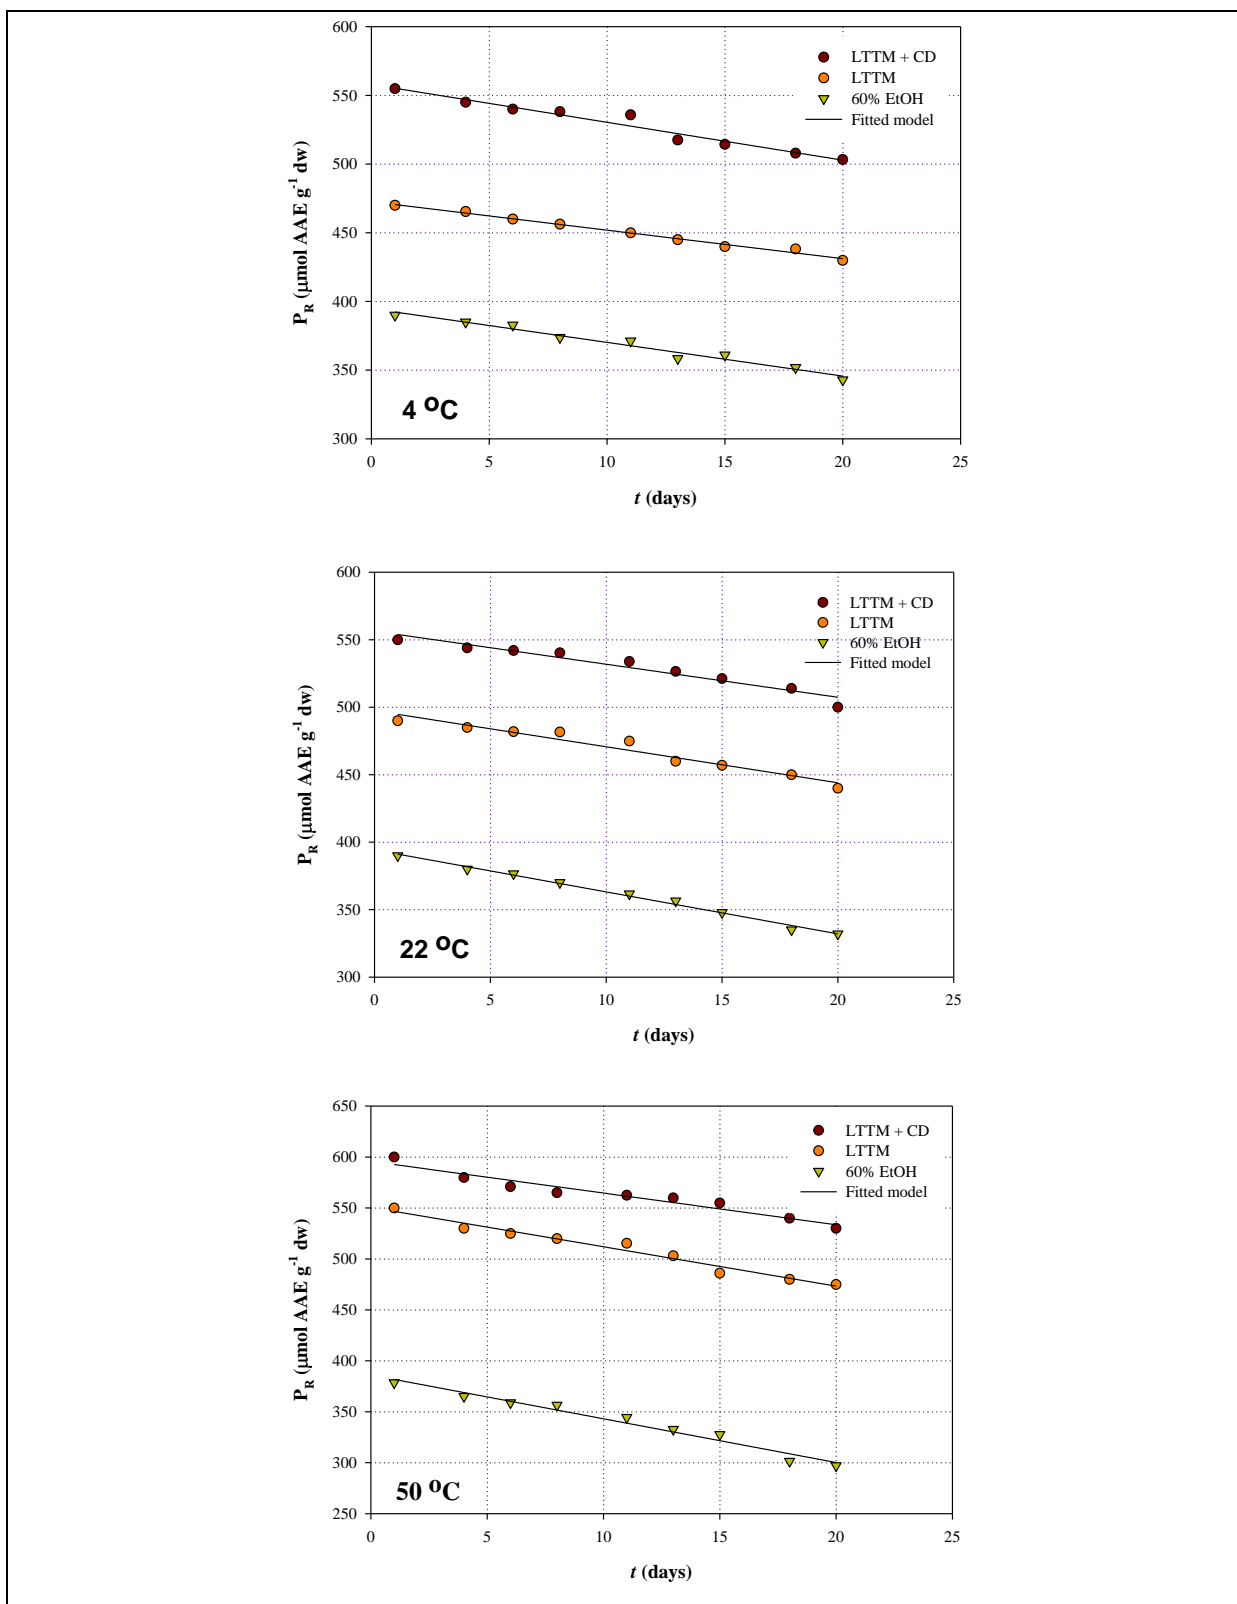 600
LTTM + CD
LTTM
60% EtOH
Fitted model
550
500
450
400
350
300
P_R (μmol AAE g⁻¹ dw)
4 ᴼC
0 5 10 15 20 25
t (days)
600
LTTM + CD
LTTM
60% EtOH
Fitted model
550
500
450
400
350
300
P_R (μmol AAE g⁻¹ dw)
22 ᴼC
0 5 10 15 20 25
t (days)
650
LTTM + CD
LTTM
60% EtOH
Fitted model
600
550
500
450
400
350
300
250
P_R (μmol AAE g⁻¹ dw)
50 ᴼC
0 5 10 15 20 25
t (days)